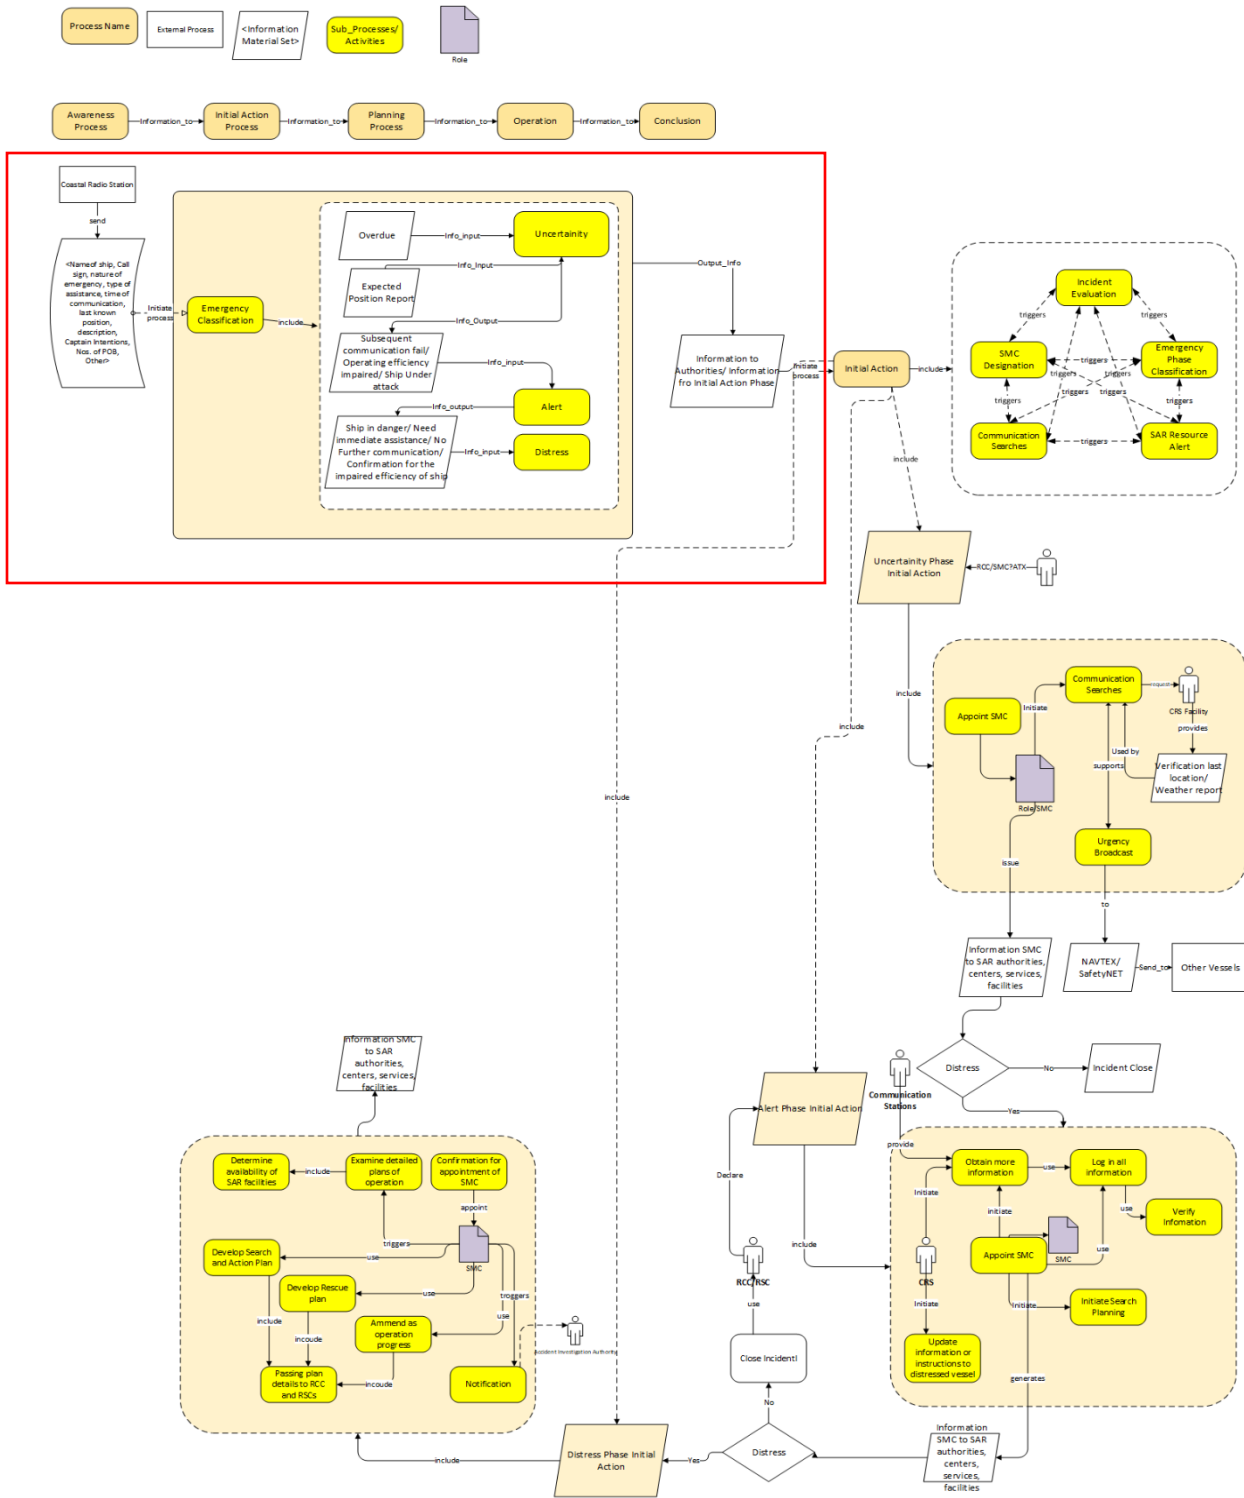 Process Name
External Process
<Information
Material Set>
Sub_Processes/
Activities
Role
Awareness
Process
Information_to
Initial Action
Process
Information_to
Planning
Process
Information_to
Operation
Information_to
Conclusion
Coastal Radio Station
send
<Name of ship, Call
sign, nature of
emergency, type of
assistance, time of
communication,
last known
position,
description,
Captain Intentions,
Nos. of POB,
Other>
Initiate
process
Emergency
Classification
include
Overdue
Info_input
Uncertainity
Info_Input
Expected
Position Report
Info_Output
Subsequent
communication fail/
Operating efficiency
impaired/ Ship Under
attack
Info_input
Alert
Info_output
Ship in danger/ Need
immediate assistance/ No
Further communication/
Confirmation for the
impaired efficiency of ship
Info_input
Distress
Output_Info
Information to
Authorities/ Information
fro Initial Action Phase
Initiate
process
Initial Action
include
Incident
Evaluation
triggers
triggers
SMC
Designation
triggers
triggers
triggers
Emergency
Phase
Classification
triggers
triggers
Communication
Searches
triggers
SAR Resource
Alert
include
Uncertainity Phase
Initial Action
RCC/SMC?ATX
include
include
include
Communication
Searches
request
CRS Facility
Appoint SMC
Initiate
provides
Used by
supports
Verification last
location/
Weather report
Role/SMC
Urgency
Broadcast
issue
to
Information SMC
to SAR authorities,
centers, services,
facilities
NAVTEX/
SafetyNET
Send_to
Other Vessels
Distress
No
Incident Close
Yes
Information SMC
to SAR
authorities,
centers, services,
facilities
Alert Phase Initial Action
Communication
Stations
provide
Declare
include
RCC/RSC
use
Close Incidentl
No
Obtain more
information
use
Log in all
information
Initiate
initiate
use
Verify
Infomation
SMC
Appoint SMC
use
CRS
Initiate
Initiate
Initiate Search
Planning
Update
information or
instructions to
distressed vessel
generates
Determine
availability of
SAR facilities
include
Examine detailed
plans of
operation
Confirmation for
appointment of
SMC
appoint
triggers
SMC
Develop Search
and Action Plan
use
Develop Rescue
plan
use
troggers
use
include
incoude
Ammend as
operation
progress
Accident Investigation Authority
Passing plan
details to RCC
and RSCs
incoude
Notification
include
Distress Phase Initial
Action
Yes
Distress
Information
SMC to SAR
authorities,
centers,
services,
facilities